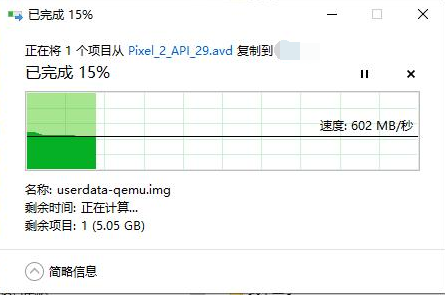 已完成 15%
正在将 1 个项目从 Pixel_2_API_29.avd 复制到
已完成 15%
速度: 602 MB/秒
名称: userdata-qemu.img
剩余时间: 正在计算...
剩余项目: 1 (5.05 GB)
简略信息